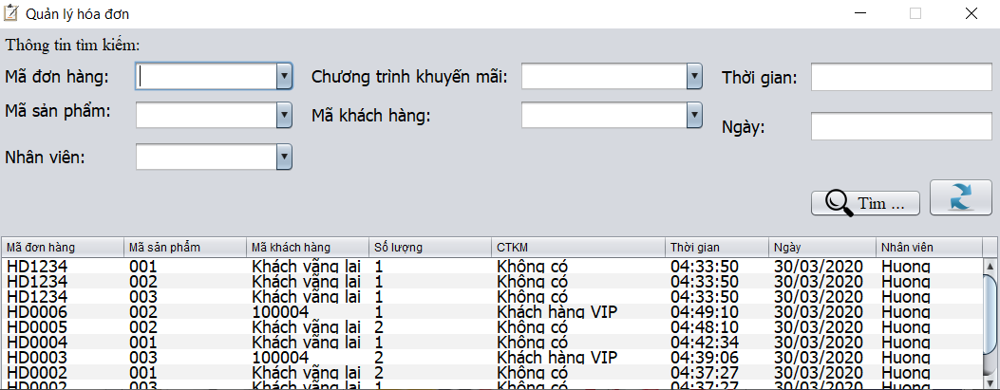 Quản lý hóa đơn
Thông tin tìm kiếm:
Mã đơn hàng: Chương trình khuyến mãi: Thời gian:
Mã sản phẩm: Mã khách hàng: Ngày:
Nhân viên:
Tìm ...
Mã đơn hàng Mã sản phẩm Mã khách hàng Số lượng CTKM Thời gian Ngày Nhân viên
HD1234 001 Khách vãng lai 1 Không có 04:33:50 30/03/2020 Huong
HD1234 002 Khách vãng lai 1 Không có 04:33:50 30/03/2020 Huong
HD1234 003 Khách vãng lai 1 Không có 04:33:50 30/03/2020 Huong
HD0006 002 100004 1 Khách hàng VIP 04:49:10 30/03/2020 Huong
HD0005 002 Khách vãng lai 2 Không có 04:48:10 30/03/2020 Huong
HD0004 001 Khách vãng lai 1 Không có 04:42:34 30/03/2020 Huong
HD0003 003 100004 2 Khách hàng VIP 04:39:06 30/03/2020 Huong
HD0002 001 Khách vãng lai 2 Không có 04:37:27 30/03/2020 Huong
HD0002 003 Khách vãng lai 1 Không có 04:37:27 30/03/2020 Huong